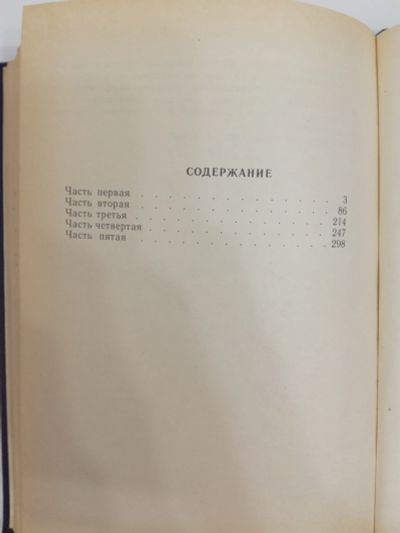 СОДЕРЖАНИЕ
Часть первая . . . . . . . . . . . . . . 3
Часть вторая . . . . . . . . . . . . . . 86
Часть третья . . . . . . . . . . . . . . 214
Часть четвертая . . . . . . . . . . . . . 247
Часть пятая . . . . . . . . . . . . . . 298